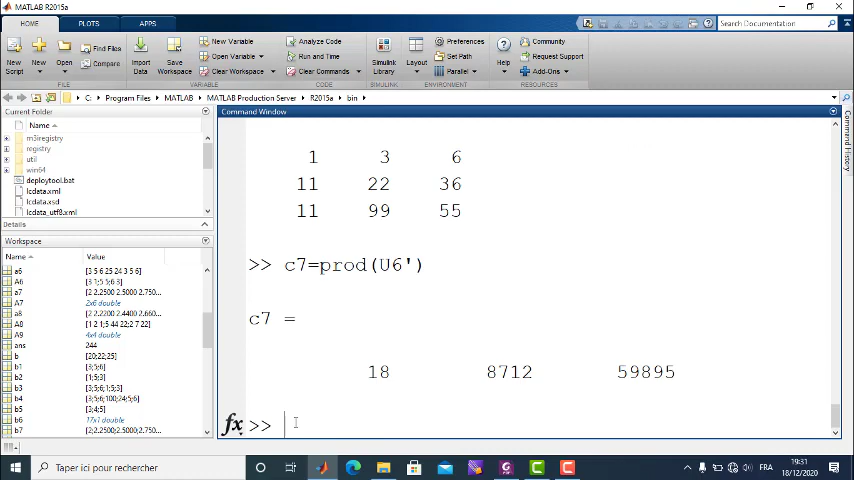 MATLAB R2015a
HOME
PLOTS
APPS
Search Documentation
New Script
New
Open
Find Files
Compare
Import Data
Save Workspace
New Variable
Open Variable
Clear Workspace
Analyze Code
Run and Time
Clear Commands
Simulink Library
Layout
Preferences
Set Path
Parallel
Help
Community
Request Support
Add-Ons
FILE
VARIABLE
CODE
SIMULINK
ENVIRONMENT
RESOURCES
C: Program Files MATLAB MATLAB Production Server R2015a bin
Current Folder
Name
m3iregistry
registry
util
win64
deploytool.bat
lcdata.xml
lcdata.xsd
lcdata_utf8.xml
Details
Workspace
Name Value
a6 [3 5 6 25 24 3 5 6]
A6 [3 1;5 5;6 3]
a7 [2 2.2500 2.5000 2.750...
A7 2x6 double
a8 [2 2.2200 2.4400 2.660...
A8 [1 2 1;5 44 22;2 7 22]
A9 4x4 double
ans 244
b [20;22;25]
b1 [3;5;6]
b2 [1;5;3]
b3 [3;5;6;1;5;3]
b4 [3;5;6;100;24;5;6]
b5 [3;4;5]
b6 17x1 double
b7 [2;2.2500;2.5000;2.750...
Command Window
1 3 6
11 22 36
11 99 55
>> c7=prod(U6')
c7 =
18 8712 59895
fx >>
Command History
Taper ici pour rechercher
FRA
19:31
18/12/2020